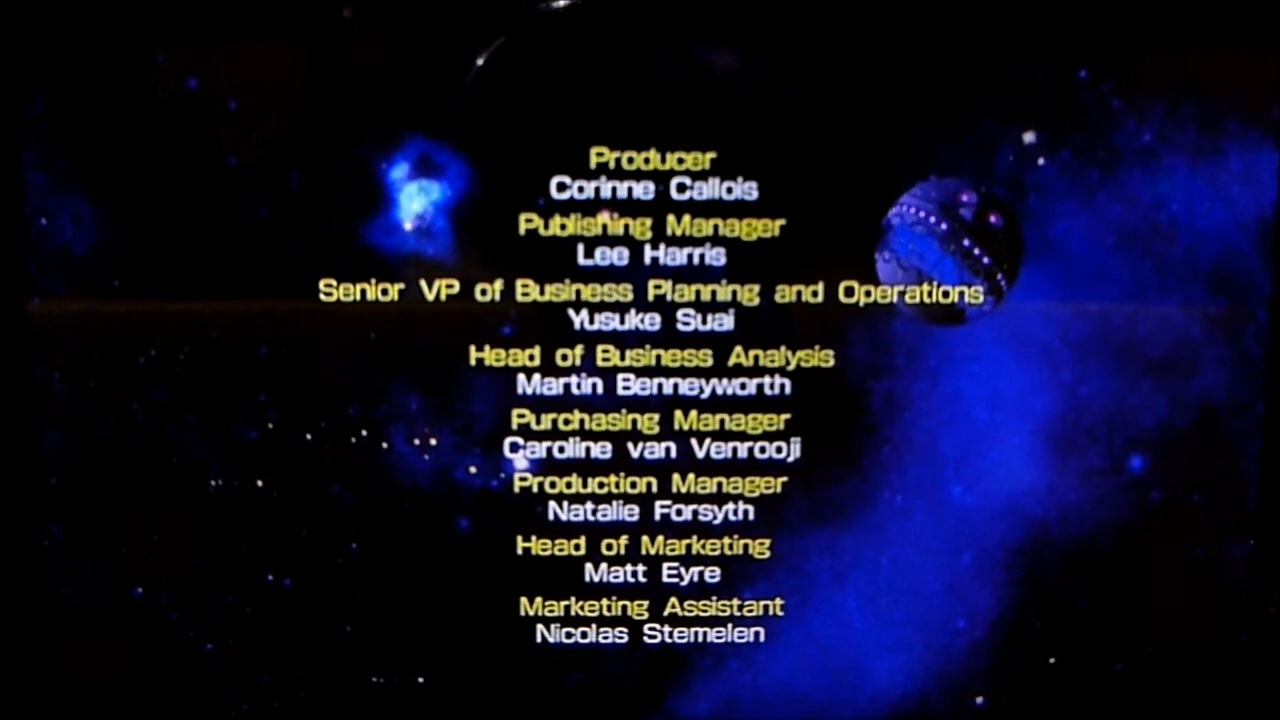 Producer
Corinne Callois
Publishing Manager
Lee Harris
Senior VP of Business Planning and Operations
Yusuke Suai
Head of Business Analysis
Martin Benneyworth
Purchasing Manager
Caroline van Venrooji
Production Manager
Natalie Forsyth
Head of Marketing
Matt Eyre
Marketing Assistant
Nicolas Stemelen